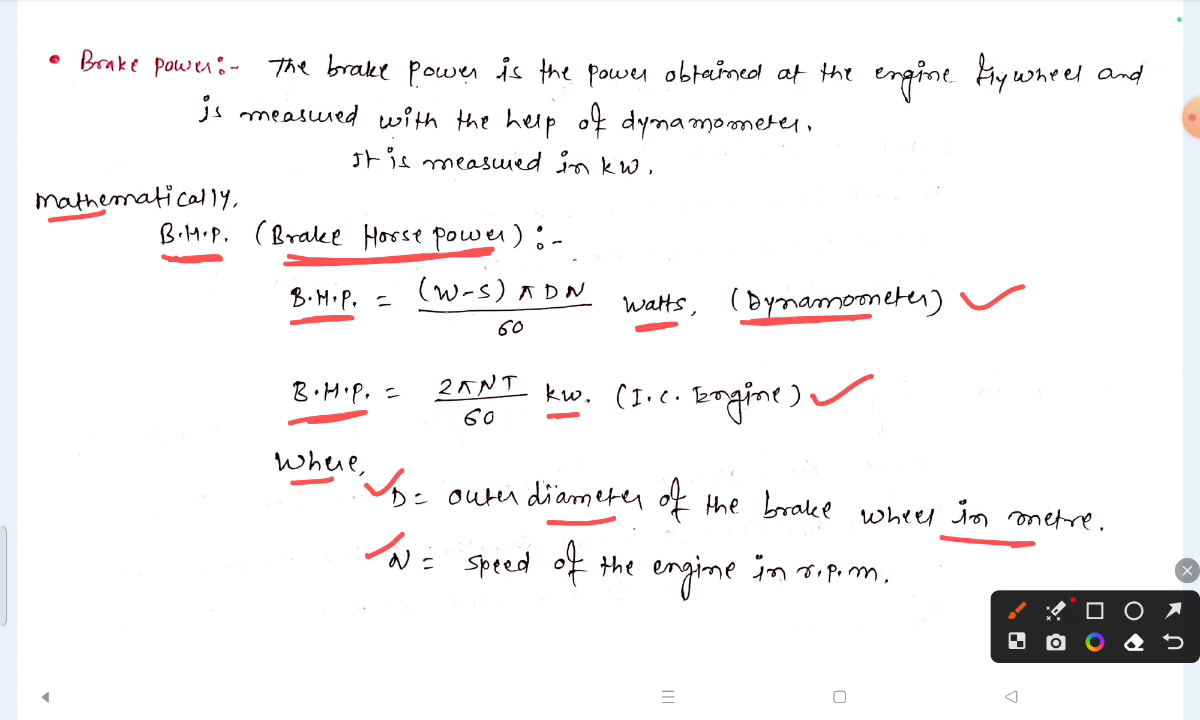 • Brake power:- The brake power is the power obtained at the engine flywheel and
is measured with the help of dynamometer.
It is measured in kw.
Mathematically,
B.H.P. (Brake Horse power) :-
B.H.P. = (W-S) π D N / 60 watts, (Dynamometer) ✓
B.H.P. = 2πNT / 60 kw. (I.C. Engine) ✓
Where,
✓ D = outer diameter of the brake wheel in metre.
✓ N = speed of the engine in r.p.m.